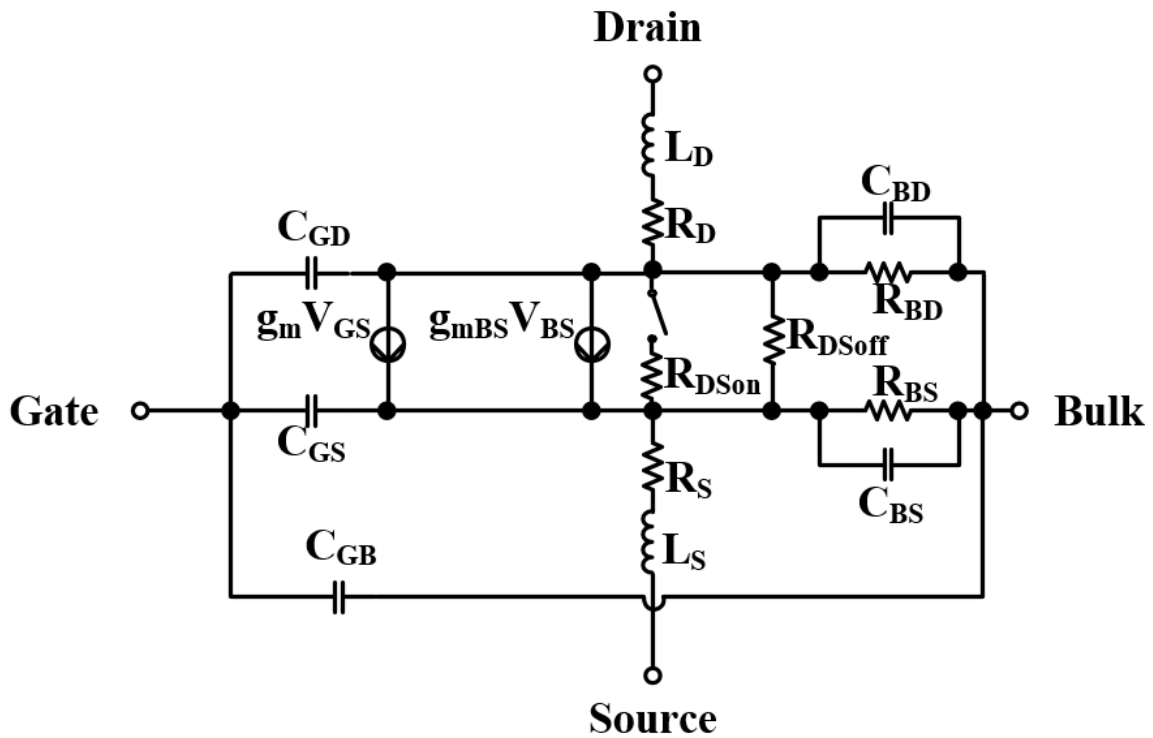 Drain
L_D
C_BD
R_D
C_GD
R_BD
g_mV_GS
g_mBSV_BS
R_DSoff
R_DSon
R_BS
Gate
Bulk
C_GS
R_S
C_BS
C_GB
L_S
Source